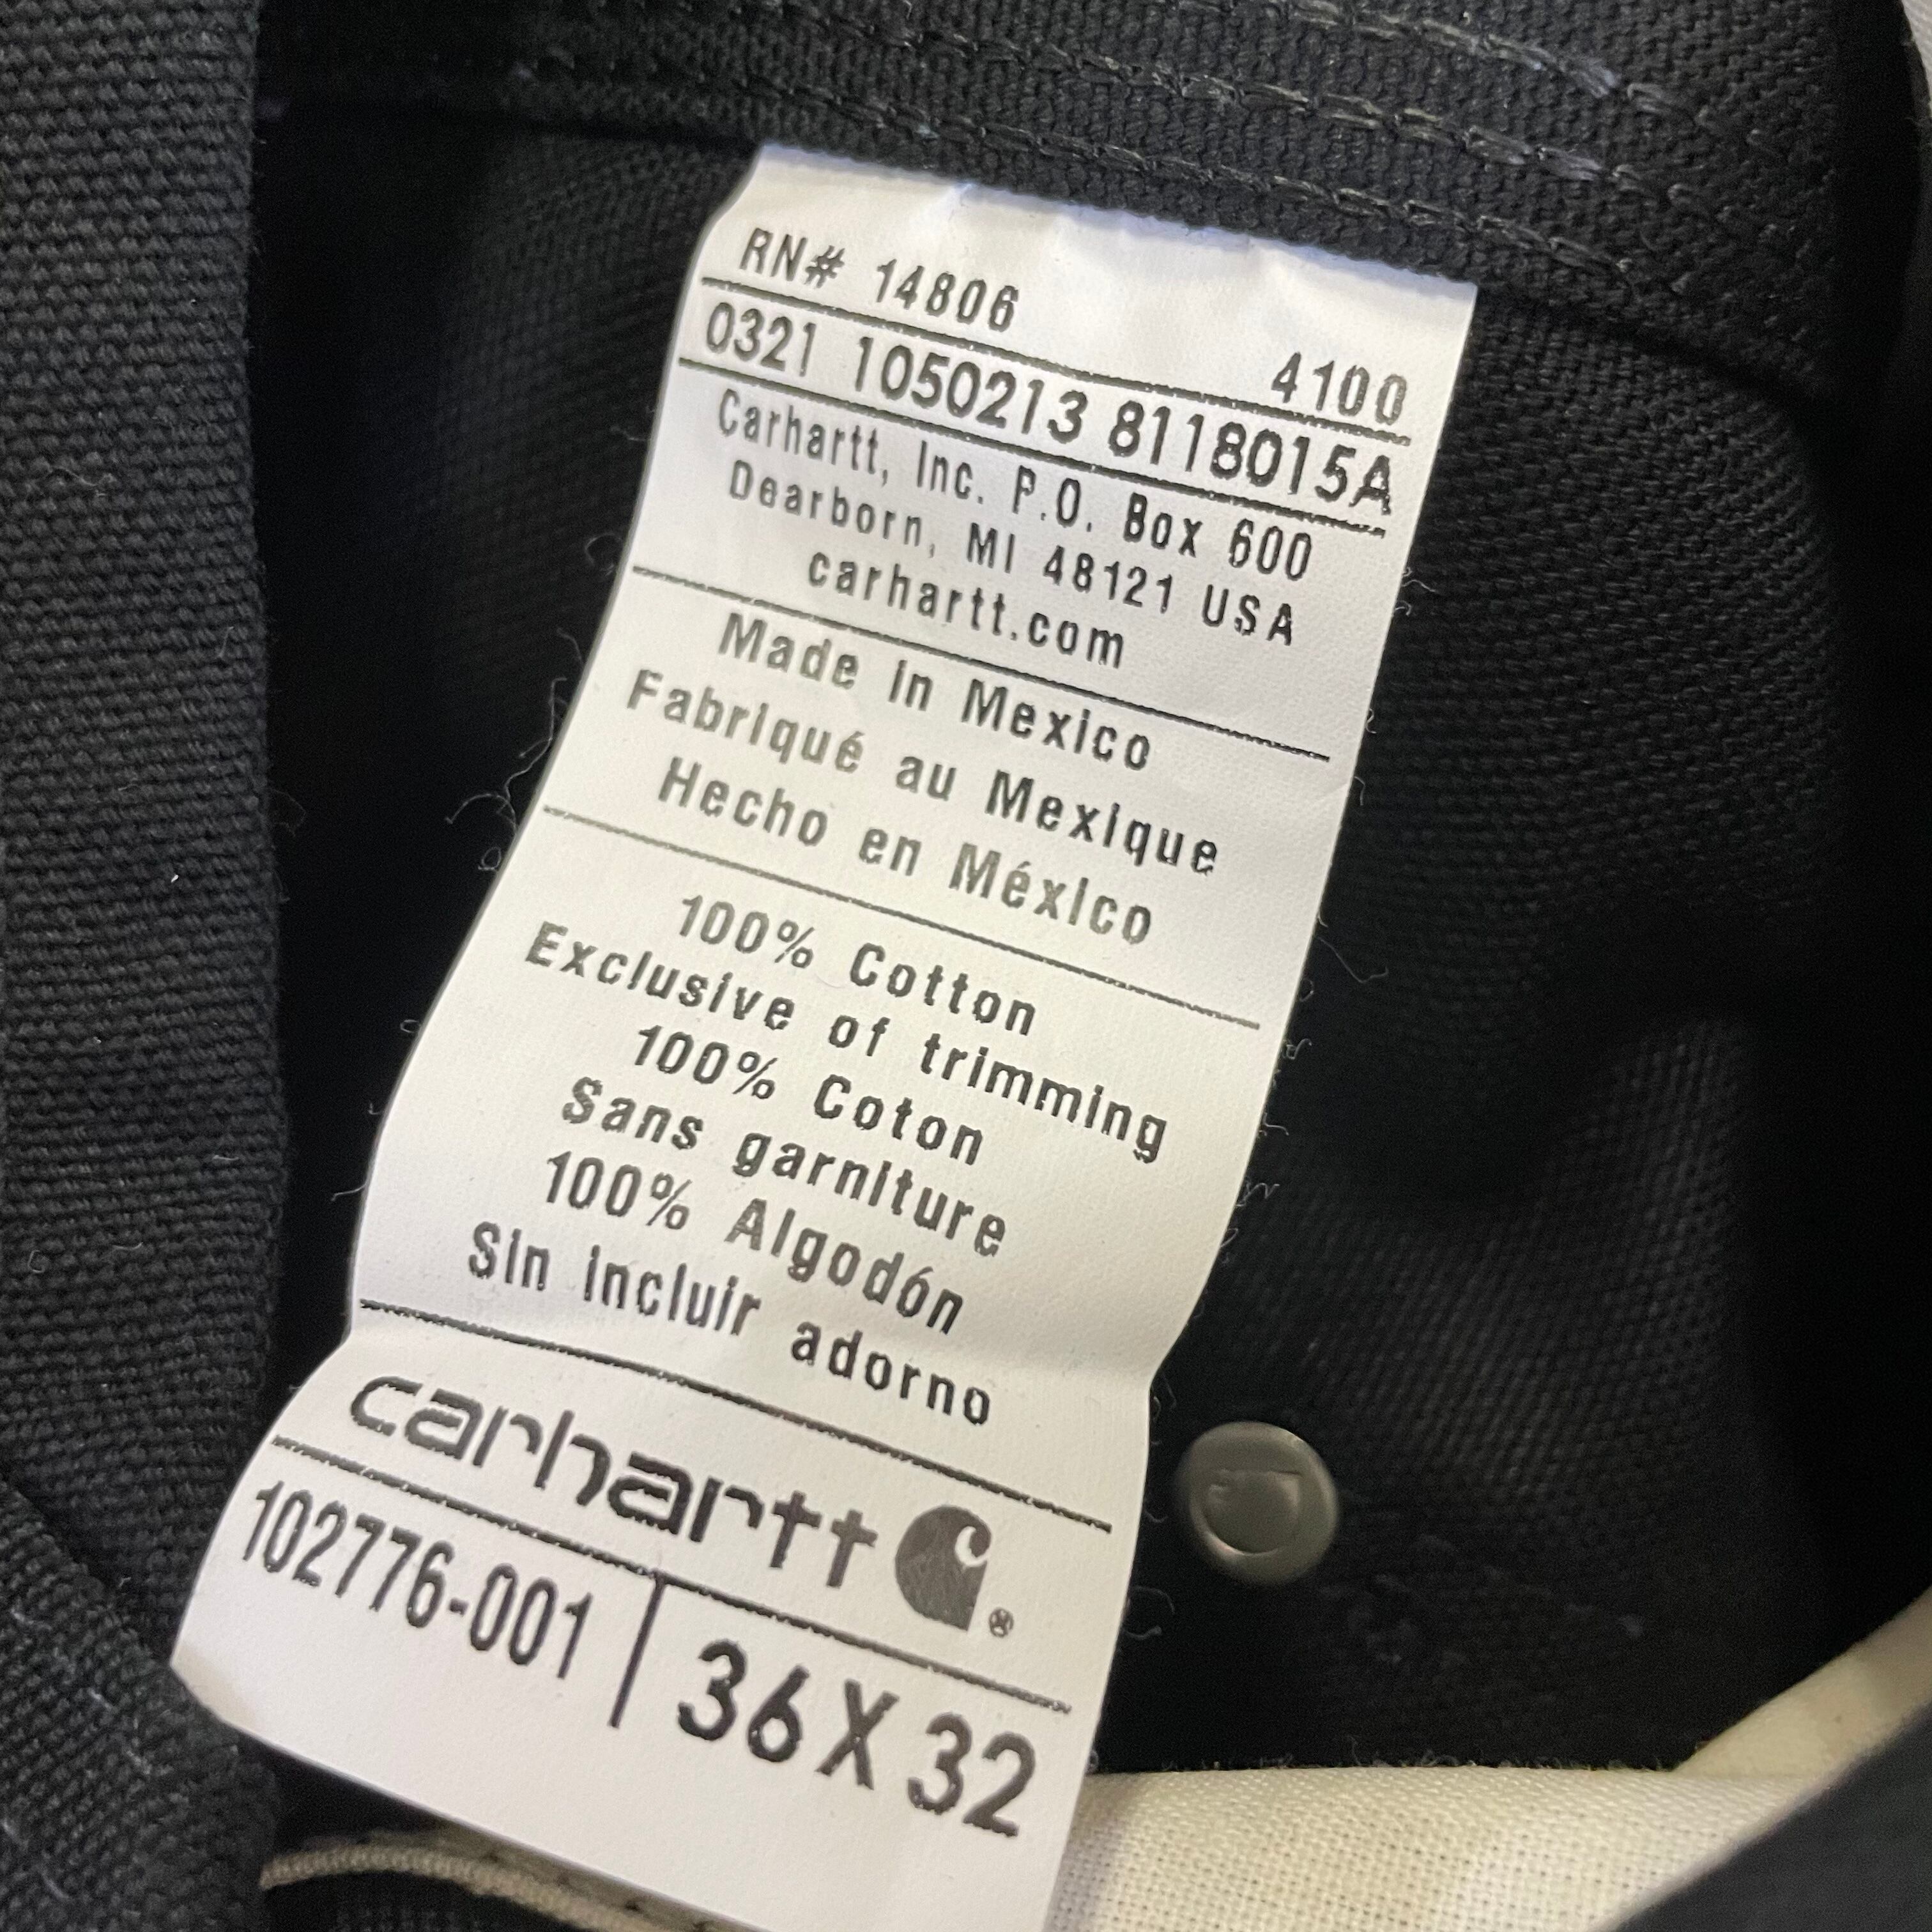 RN# 14806
4100
0321 1050213 8118015A
Carhartt, Inc. P.O. Box 600
Dearborn, MI 48121 USA
carhartt.com
Made in Mexico
Fabriqué au Mexique
Hecho en México
100% Cotton
Exclusive of trimming
100% Coton
Sans garniture
100% Algodón
Sin incluir adorno
carhartt ®
102776-001 | 36 X 32